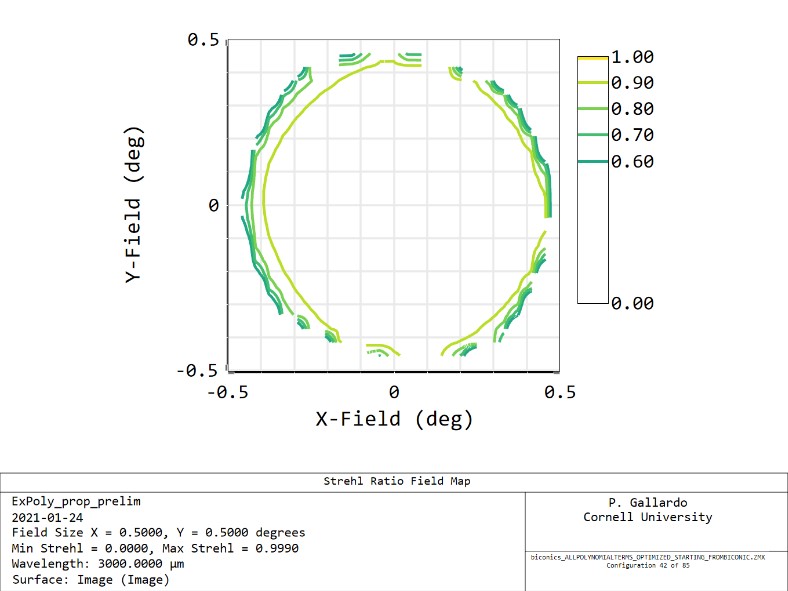 0.5
0
-0.5
Y-Field (deg)
-0.5
0
0.5
X-Field (deg)
1.00
0.90
0.80
0.70
0.60
0.00
Strehl Ratio Field Map
ExPoly_prop_prelim
2021-01-24
Field Size X = 0.5000, Y = 0.5000 degrees
Min Strehl = 0.0000, Max Strehl = 0.9990
Wavelength: 3000.0000 µm
Surface: Image (Image)
P. Gallardo
Cornell University
biconics_ALLPOLYNOMIALTERMS_OPTIMIZED_STARTING_FROMBICONIC.ZMX
Configuration 42 of 85